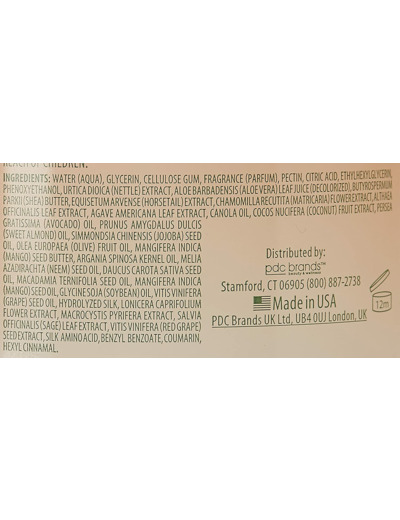 REACH OF CHILDREN.
INGREDIENTS: WATER (AQUA), GLYCERIN, CELLULOSE GUM, FRAGRANCE (PARFUM), PECTIN, CITRIC ACID, ETHYLHEXYLGLYCERIN,
PHENOXYETHANOL, URTICA DIOICA (NETTLE) EXTRACT, ALOE BARBADENSIS (ALOE VERA) LEAF JUICE (DECOLORIZED), BUTYROSPERMUM
PARKII (SHEA) BUTTER, EQUISETUM ARVENSE (HORSETAIL) EXTRACT, CHAMOMILLA RECUTITA (MATRICARIA) FLOWER EXTRACT, ALTHAEA
OFFICINALIS LEAF EXTRACT, AGAVE AMERICANA LEAF EXTRACT, CANOLA OIL, COCOS NUCIFERA (COCONUT) FRUIT EXTRACT, PERSEA
GRATISSIMA (AVOCADO) OIL, PRUNUS AMYGDALUS DULCIS
(SWEET ALMOND) OIL, SIMMONDSIA CHINENSIS (JOJOBA) SEED
OIL, OLEA EUROPAEA (OLIVE) FRUIT OIL, MANGIFERA INDICA
(MANGO) SEED BUTTER, ARGANIA SPINOSA KERNEL OIL, MELIA
AZADIRACHTA (NEEM) SEED OIL, DAUCUS CAROTA SATIVA SEED
OIL, MACADAMIA TERNIFOLIA SEED OIL, MANGIFERA INDICA
(MANGO) SEED OIL, GLYCINE SOJA (SOYBEAN) OIL, VITIS VINIFERA
(GRAPE) SEED OIL, HYDROLYZED SILK, LONICERA CAPRIFOLIUM
FLOWER EXTRACT, MACROCYSTIS PYRIFERA EXTRACT, SALVIA
OFFICINALIS (SAGE) LEAF EXTRACT, VITIS VINIFERA (RED GRAPE)
SEED EXTRACT, SILK AMINO ACID, BENZYL BENZOATE, COUMARIN,
HEXYL CINNAMAL.
Distributed by:
pdc brands™
Stamford, CT 06905 (800) 887-2738
Made in USA
PDC Brands UK Ltd, UB4 0UJ London, UK
12m